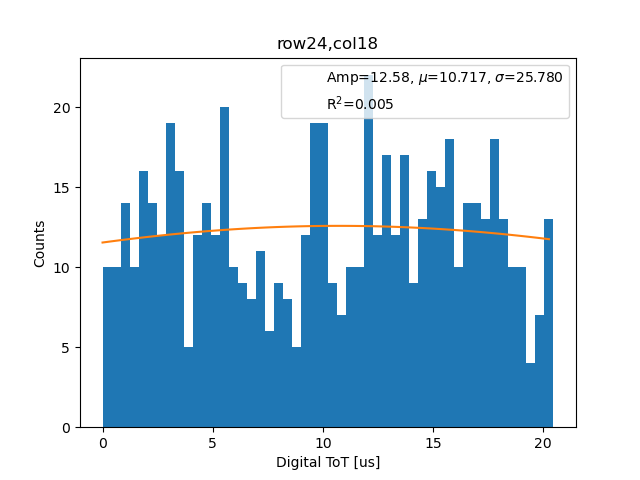 row24,col18
Amp=12.58, μ=10.717, σ=25.780
R²=0.005
20
15
10
5
0
Counts
0 5 10 15 20
Digital ToT [us]